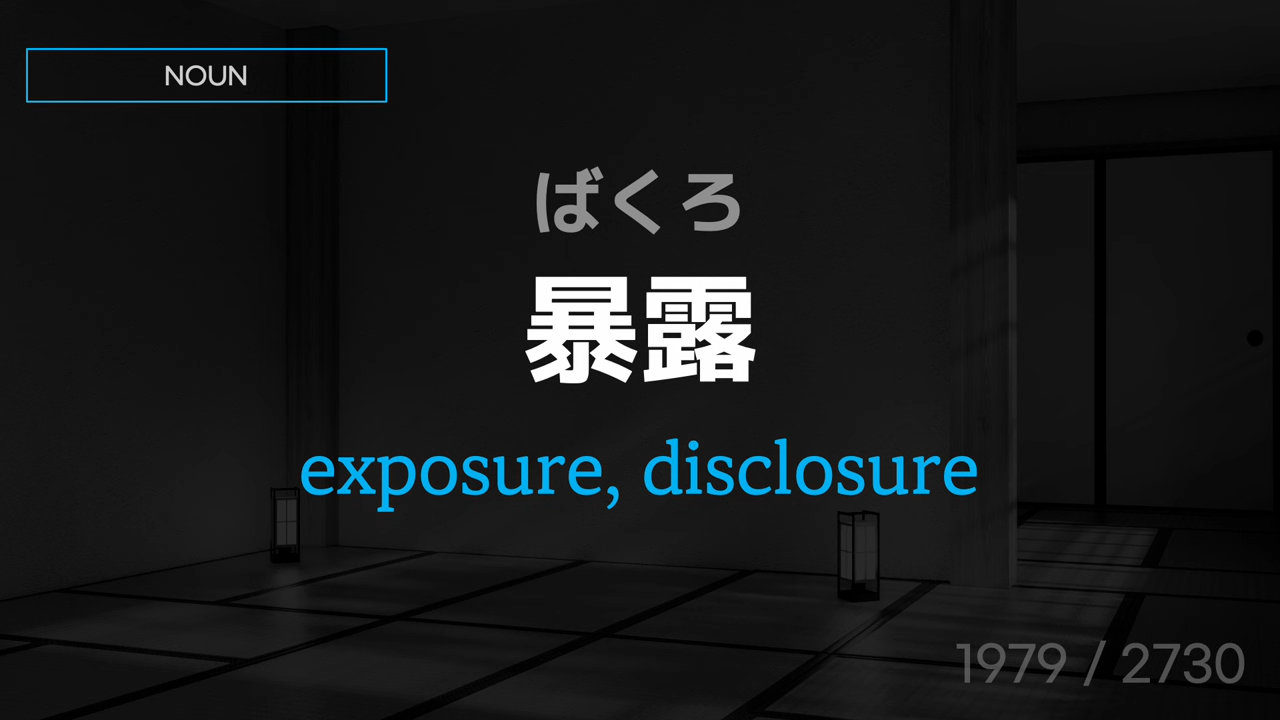 NOUN
ばくろ
暴露
exposure, disclosure
1979 / 2730